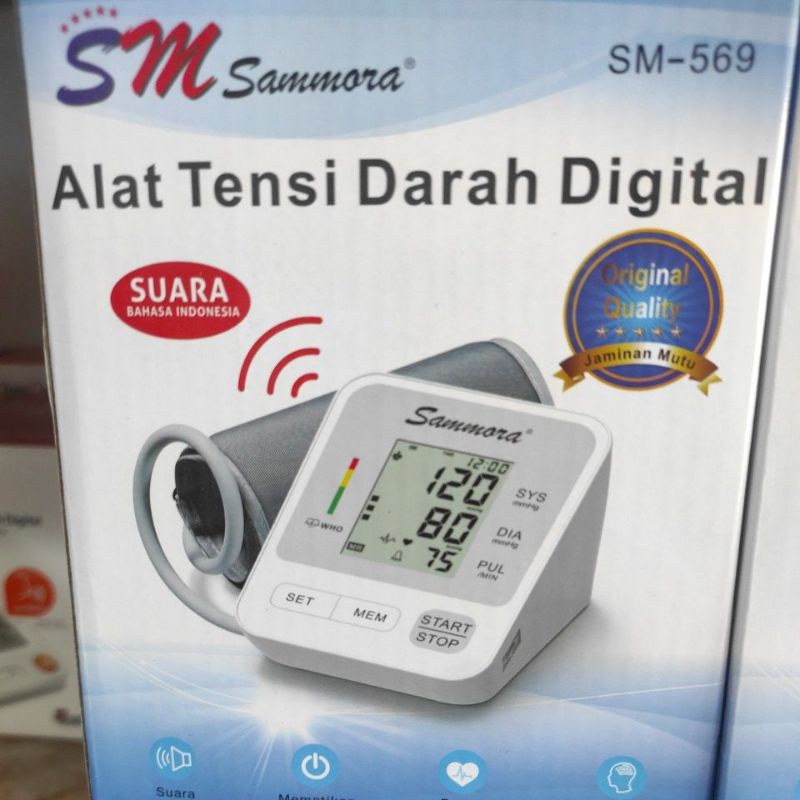 SM Sammora®
SM-569
Alat Tensi Darah Digital
SUARA
BAHASA INDONESIA
Original
Quality
Jaminan Mutu
Sammora®
12:00
120
SYS
mmHg
80
DIA
mmHg
75
PUL
/MIN
WHO
MR
SET
MEM
START
STOP
Suara